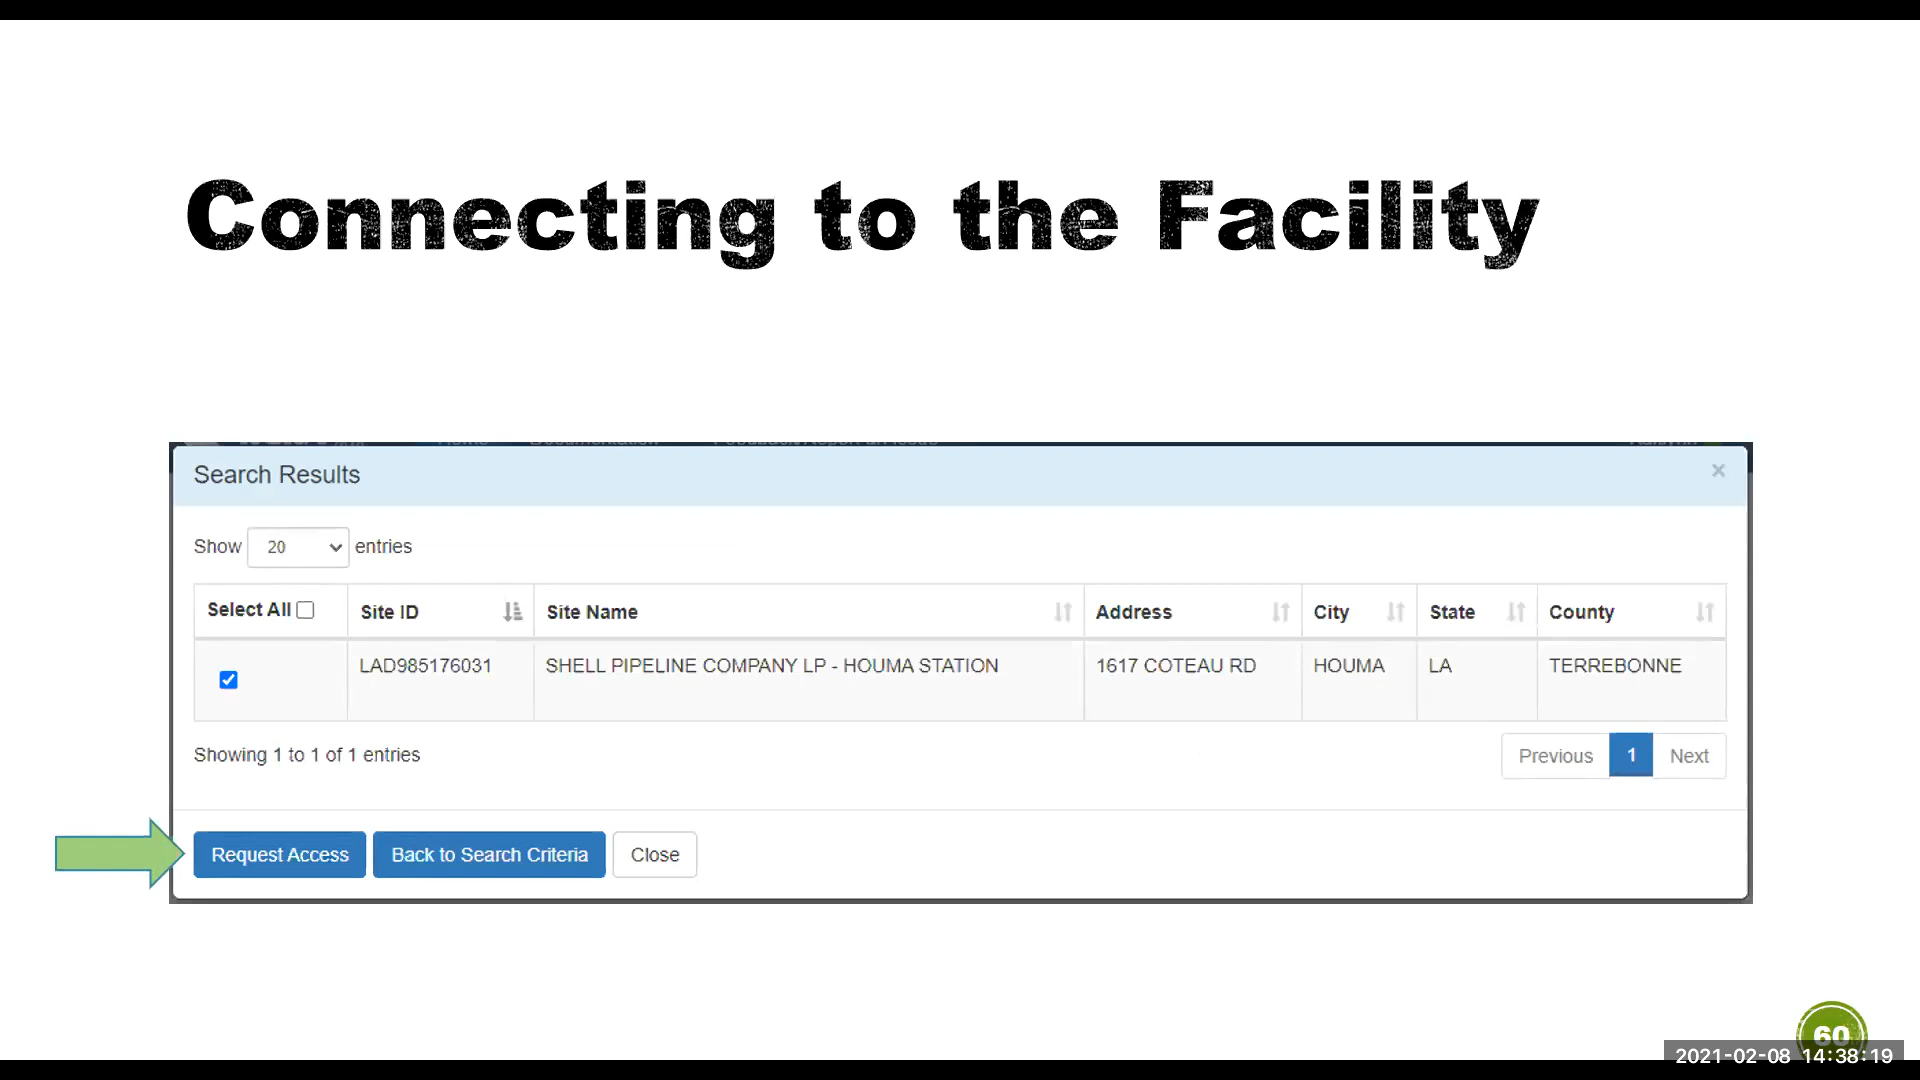 Connecting to the Facility
Search Results
×
Show 20 entries
Select All Site ID Site Name Address City State County
LAD985176031 SHELL PIPELINE COMPANY LP - HOUMA STATION 1617 COTEAU RD HOUMA LA TERREBONNE
Showing 1 to 1 of 1 entries
Previous 1 Next
Request Access Back to Search Criteria Close
60
2021-02-08 14:38:19